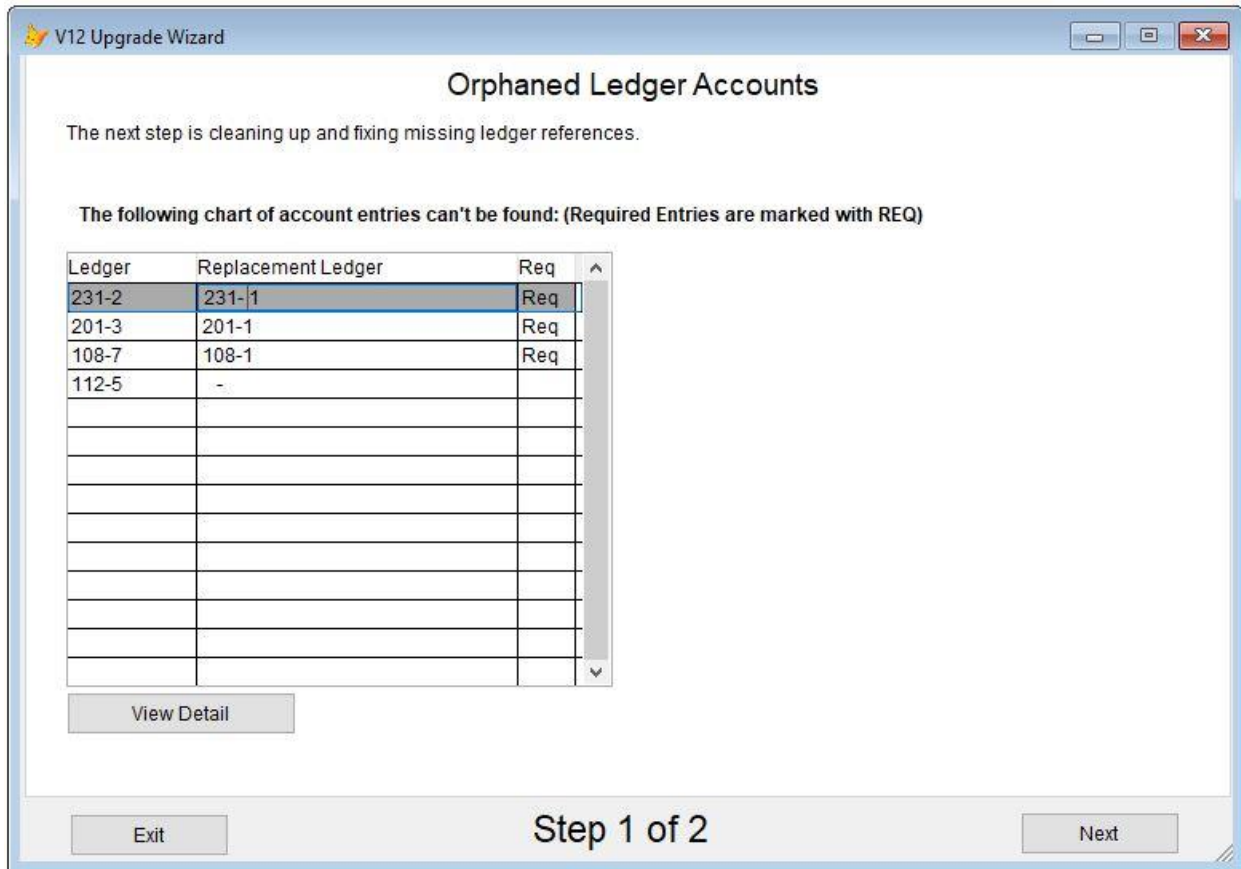 V12 Upgrade Wizard
Orphaned Ledger Accounts
The next step is cleaning up and fixing missing ledger references.
The following chart of account entries can't be found: (Required Entries are marked with REQ)
Ledger Replacement Ledger Req
231-2 231- 1 Req
201-3 201-1 Req
108-7 108-1 Req
112-5 -
View Detail
Exit Step 1 of 2 Next